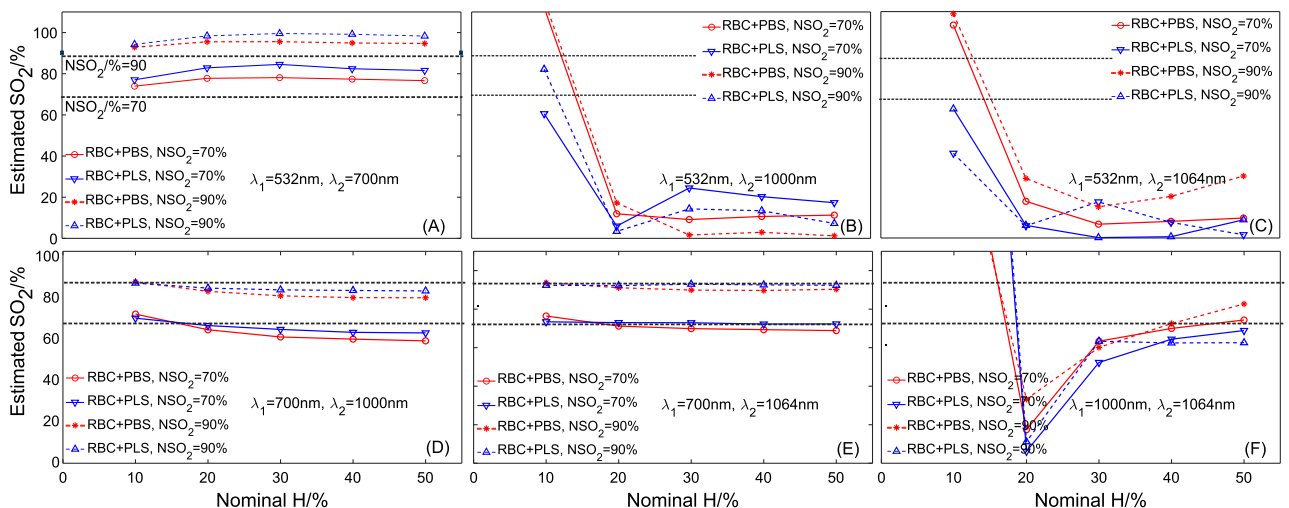 Estimated SO2/%
100
80
60
40
20
0
NSO2/%=90
NSO2/%=70
RBC+PBS, NSO2=70%
RBC+PLS, NSO2=70%
RBC+PBS, NSO2=90%
RBC+PLS, NSO2=90%
λ1=532nm, λ2=700nm
(A)
RBC+PBS, NSO2=70%
RBC+PLS, NSO2=70%
RBC+PBS, NSO2=90%
RBC+PLS, NSO2=90%
λ1=532nm, λ2=1000nm
(B)
RBC+PBS, NSO2=70%
RBC+PLS, NSO2=70%
RBC+PBS, NSO2=90%
RBC+PLS, NSO2=90%
λ1=532nm, λ2=1064nm
(C)
Estimated SO2/%
100
80
60
40
20
0
RBC+PBS, NSO2=70%
RBC+PLS, NSO2=70%
RBC+PBS, NSO2=90%
RBC+PLS, NSO2=90%
λ1=700nm, λ2=1000nm
(D)
0 10 20 30 40 50
Nominal H/%
RBC+PBS, NSO2=70%
RBC+PLS, NSO2=70%
RBC+PBS, NSO2=90%
RBC+PLS, NSO2=90%
λ1=700nm, λ2=1064nm
(E)
0 10 20 30 40 50
Nominal H/%
RBC+PBS, NSO2=70%
RBC+PLS, NSO2=70%
RBC+PBS, NSO2=90%
RBC+PLS, NSO2=90%
λ1=1000nm, λ2=1064nm
(F)
0 10 20 30 40 50
Nominal H/%